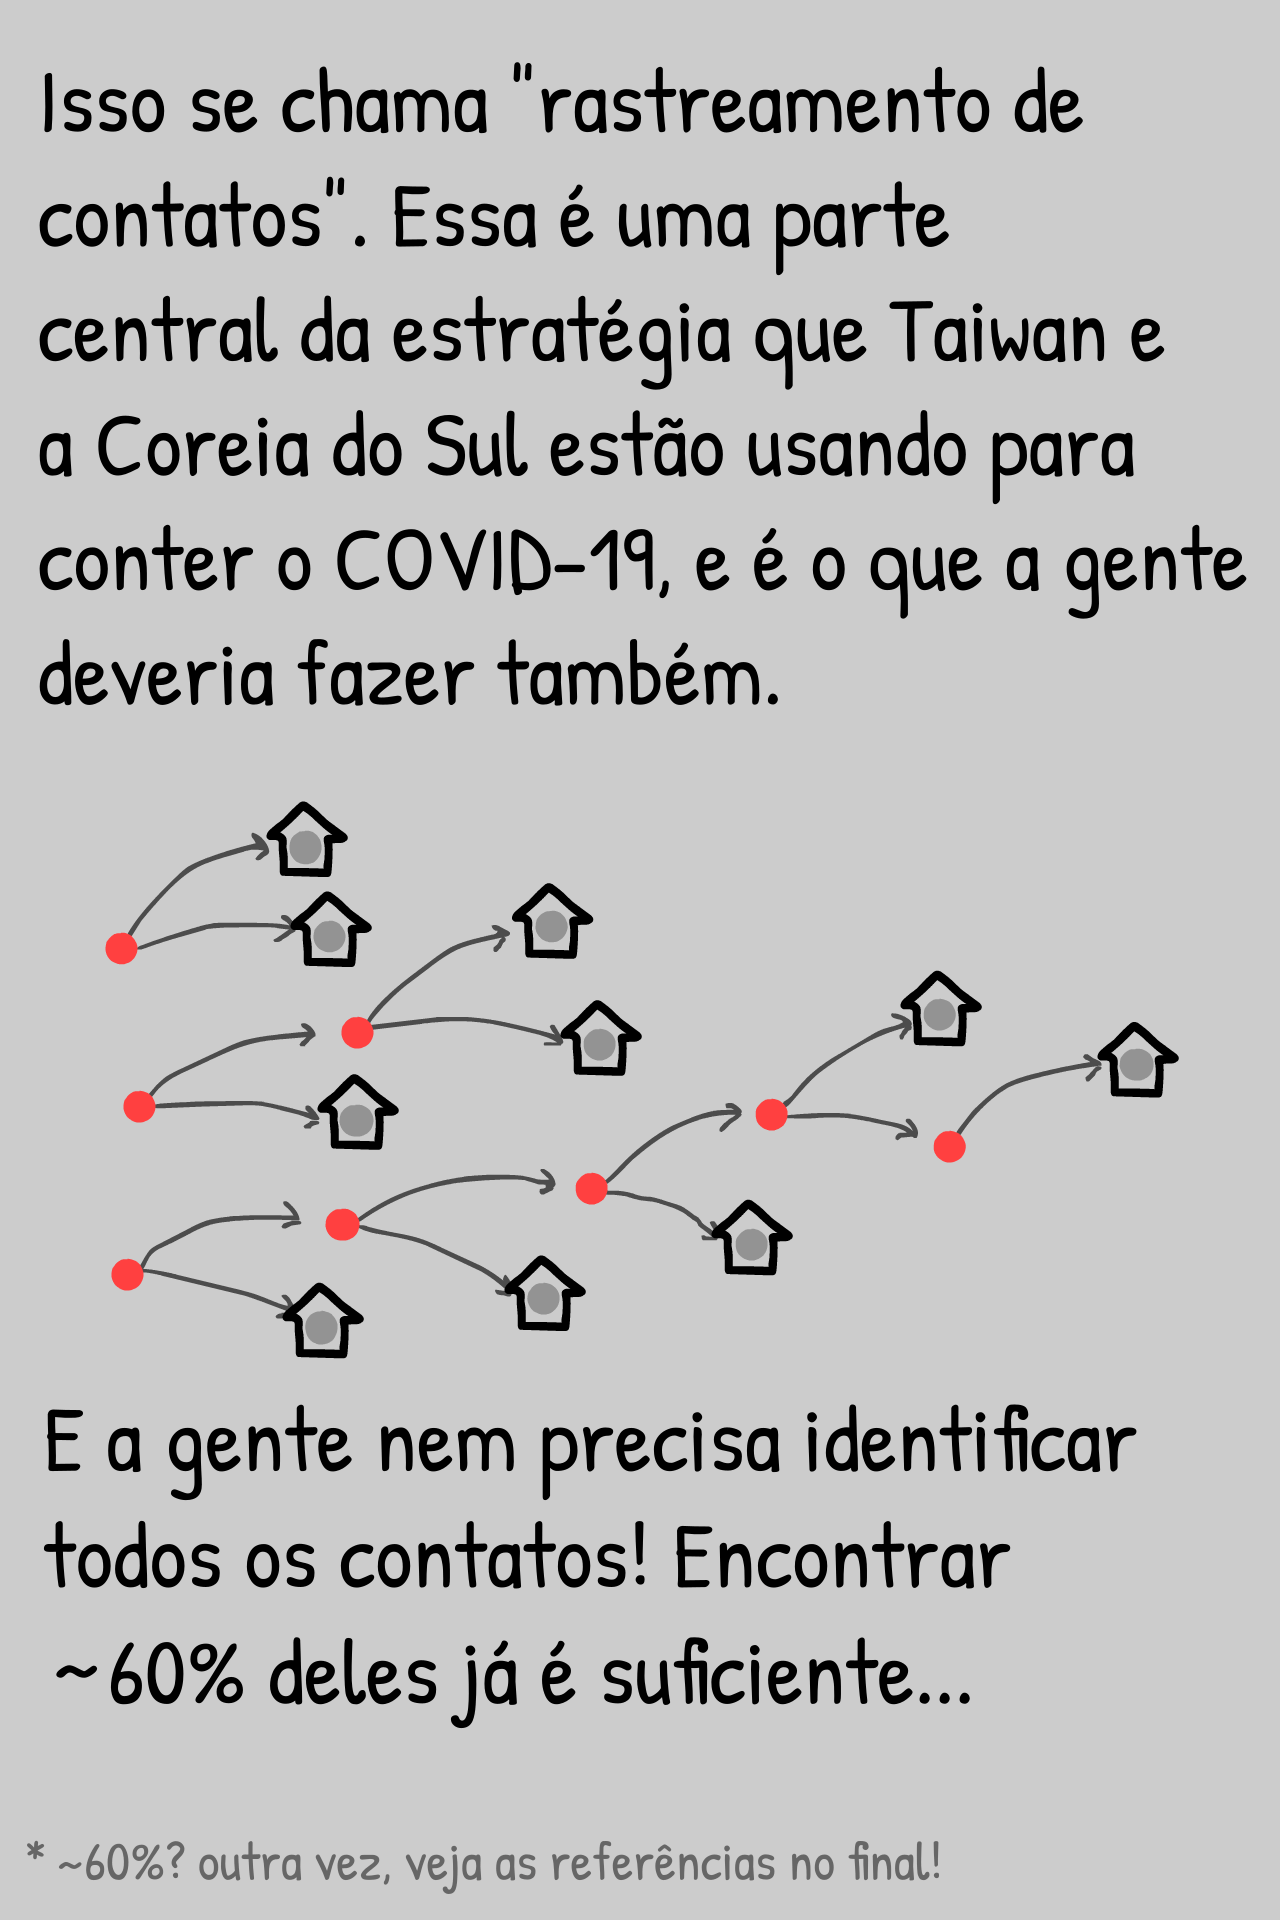 Isso se chama "rastreamento de
contatos". Essa é uma parte
central da estratégia que Taiwan e
a Coreia do Sul estão usando para
conter o COVID-19, e é o que a gente
deveria fazer também.
E a gente nem precisa identificar
todos os contatos! Encontrar
~60% deles já é suficiente...
* ~60%? outra vez, veja as referências no final!